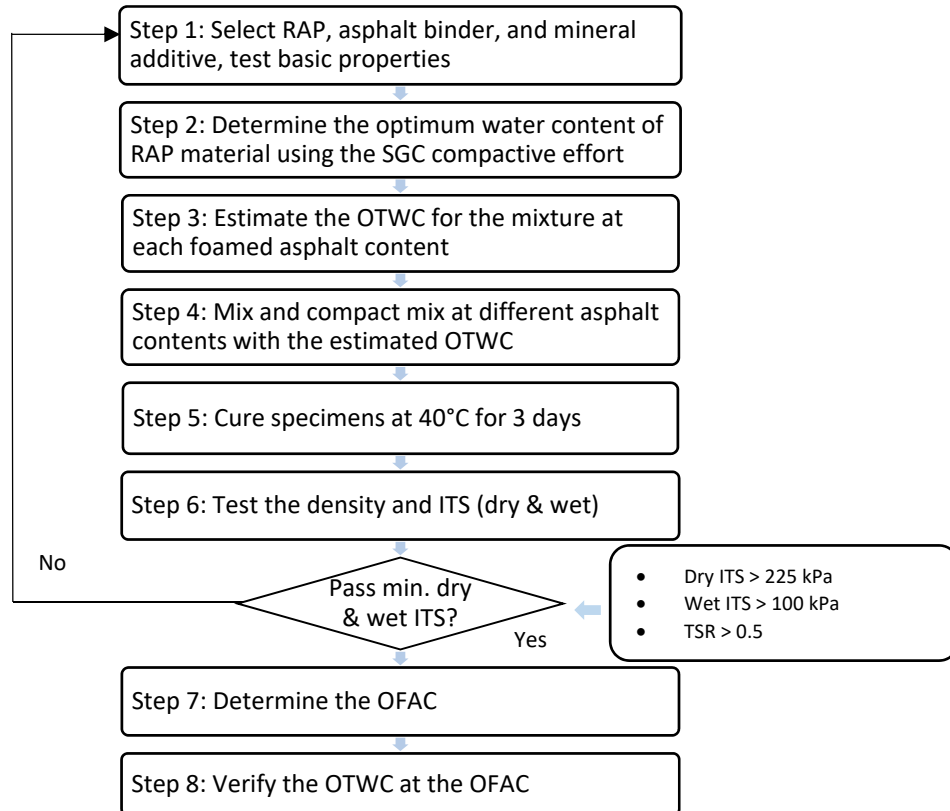 Step 1: Select RAP, asphalt binder, and mineral
additive, test basic properties
Step 2: Determine the optimum water content of
RAP material using the SGC compactive effort
Step 3: Estimate the OTWC for the mixture at
each foamed asphalt content
Step 4: Mix and compact mix at different asphalt
contents with the estimated OTWC
Step 5: Cure specimens at 40°C for 3 days
Step 6: Test the density and ITS (dry & wet)
No
Pass min. dry
& wet ITS?
Yes
• Dry ITS > 225 kPa
• Wet ITS > 100 kPa
• TSR > 0.5
Step 7: Determine the OFAC
Step 8: Verify the OTWC at the OFAC